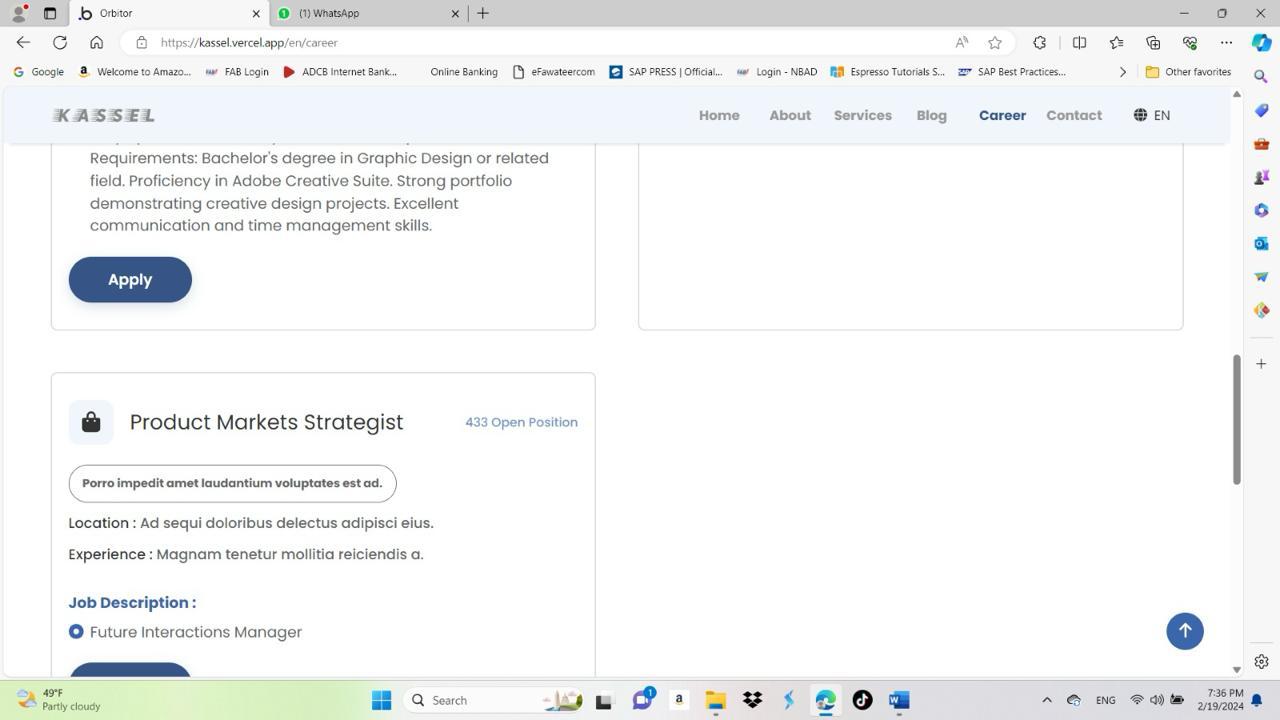 Orbitor
(1) WhatsApp
https://kassel.vercel.app/en/career
Google
Welcome to Amazo...
FAB Login
ADCB Internet Bank...
Online Banking
eFawateercom
SAP PRESS | Official...
Login - NBAD
Espresso Tutorials S...
SAP Best Practices...
Other favorites
KASSEL
Home
About
Services
Blog
Career
Contact
EN
Requirements: Bachelor's degree in Graphic Design or related
field. Proficiency in Adobe Creative Suite. Strong portfolio
demonstrating creative design projects. Excellent
communication and time management skills.
Apply
Product Markets Strategist
433 Open Position
Porro impedit amet laudantium voluptates est ad.
Location : Ad sequi doloribus delectus adipisci eius.
Experience : Magnam tenetur mollitia reiciendis a.
Job Description :
Future Interactions Manager
49°F
Partly cloudy
Search
1
ENG
7:36 PM
2/19/2024